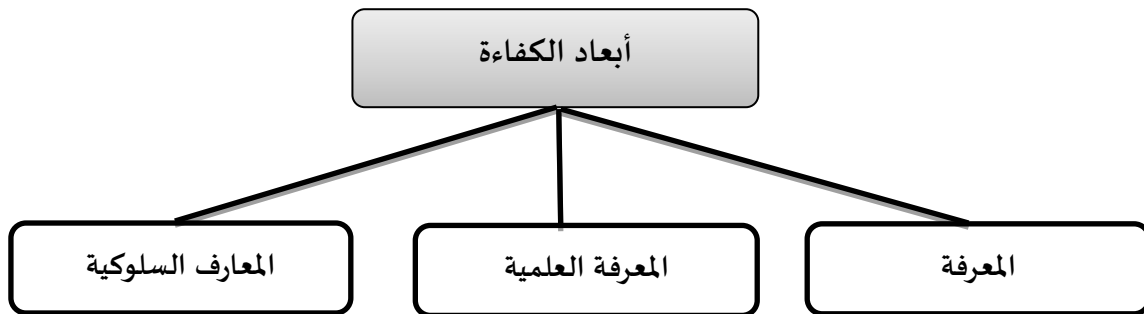 أبعاد الكفاءة
المعرفة
المعرفة العلمية
المعارف السلوكية